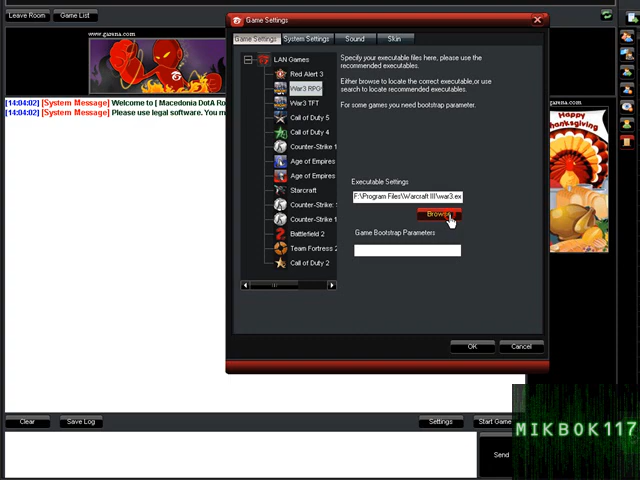 Leave Room
Game List
www.garena.com
[14:04:02] [System Message] Welcome to [ Macedonia DotA Ro
[14:04:02] [System Message] Please use legal software. You m
Game Settings
Game Settings
System Settings
Sound
Skin
LAN Games
Red Alert 3
War3 RPG
War3 TFT
Call of Duty 5
Call of Duty 4
Counter-Strike 1
Age of Empires
Age of Empires
Starcraft
Counter-Strike:
Counter-Strike 1
Battlefield 2
Team Fortress 2
Call of Duty 2
Specify your executable files here, please use the
recommended executables.
Either browse to locate the correct executable,or use
search to locate recommended executables.
For some games you need bootstrap parameter.
Executable Settings
F:\Program Files\Warcraft III\war3.ex
Browse
Game Bootstrap Parameters
OK
Cancel
garena.com
Happy
Thanksgiving
Clear
Save Log
Settings
Start Game
Send
MIKBOK117